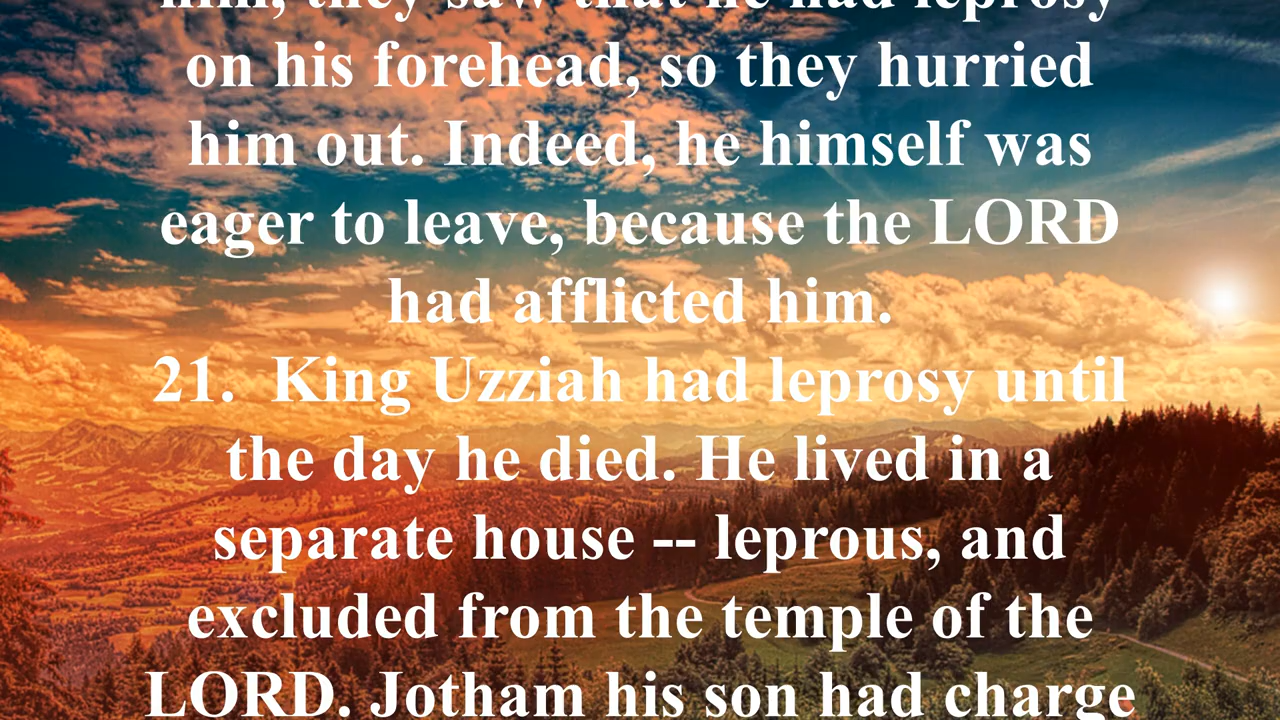 him, they saw that he had leprosy
on his forehead, so they hurried
him out. Indeed, he himself was
eager to leave, because the LORD
had afflicted him.
21.  King Uzziah had leprosy until
the day he died. He lived in a
separate house -- leprous, and
excluded from the temple of the
LORD. Jotham his son had charge